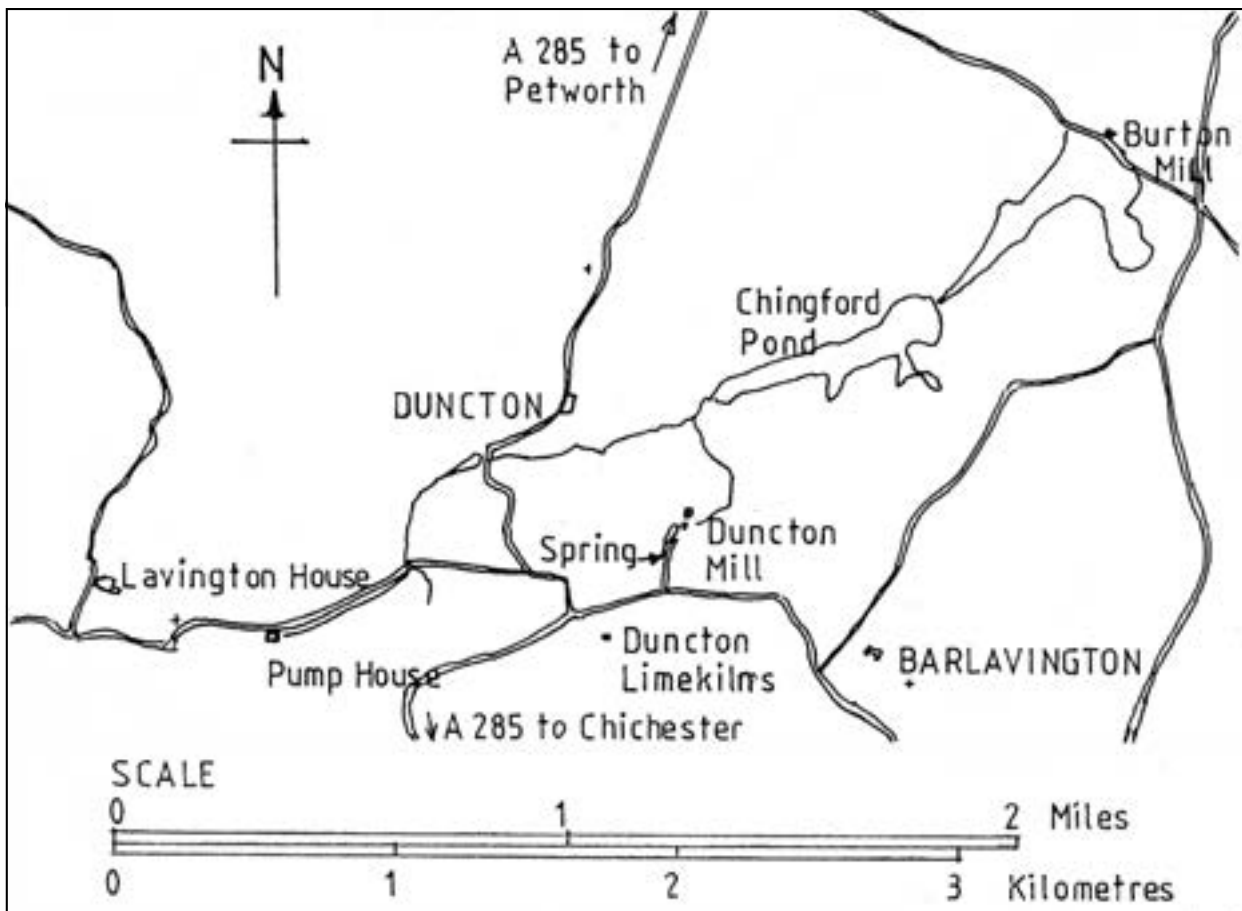 A 285 to
Petworth
N
Burton
Mill
Chingford
Pond
DUNCTON
Spring
Duncton
Mill
Lavington House
Pump House
Duncton
Limekilns
BARLAVINGTON
A 285 to Chichester
SCALE
0 1 2 Miles
0 1 2 3 Kilometres